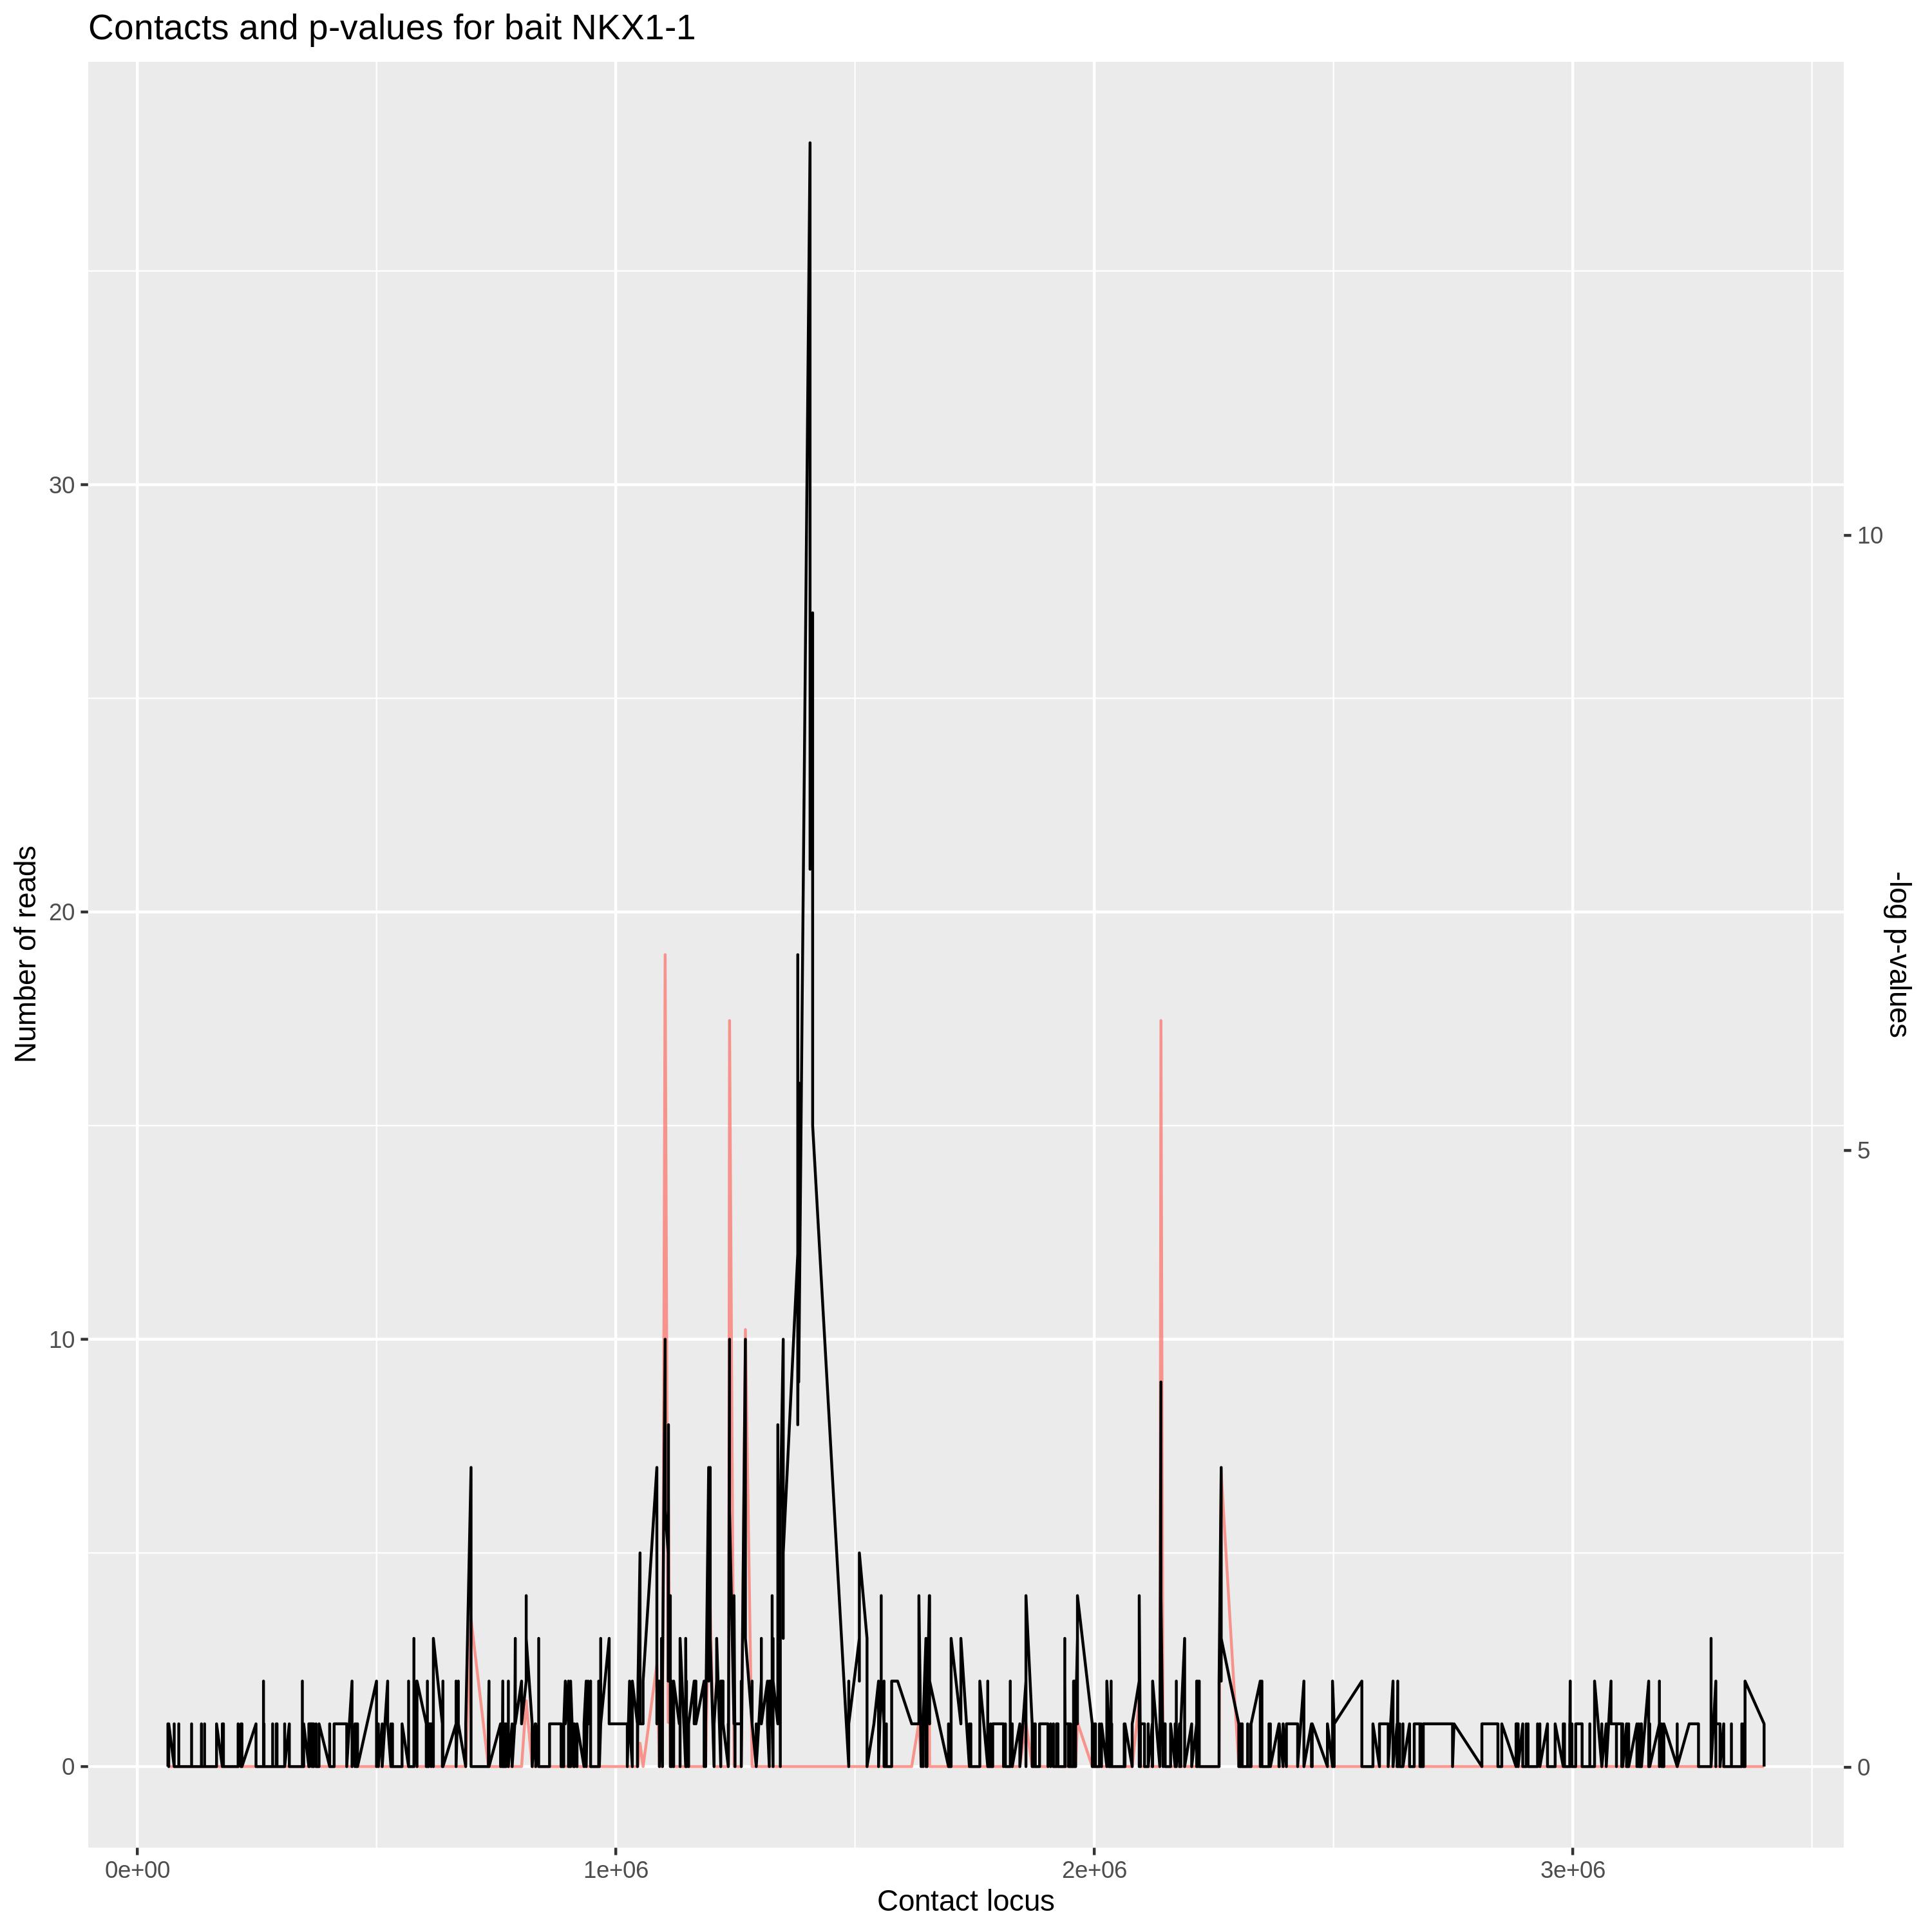 Contacts and p-values for bait NKX1-1
Number of reads
30
20
10
0
10
5
0
-log p-values
0e+00 1e+06 2e+06 3e+06
Contact locus